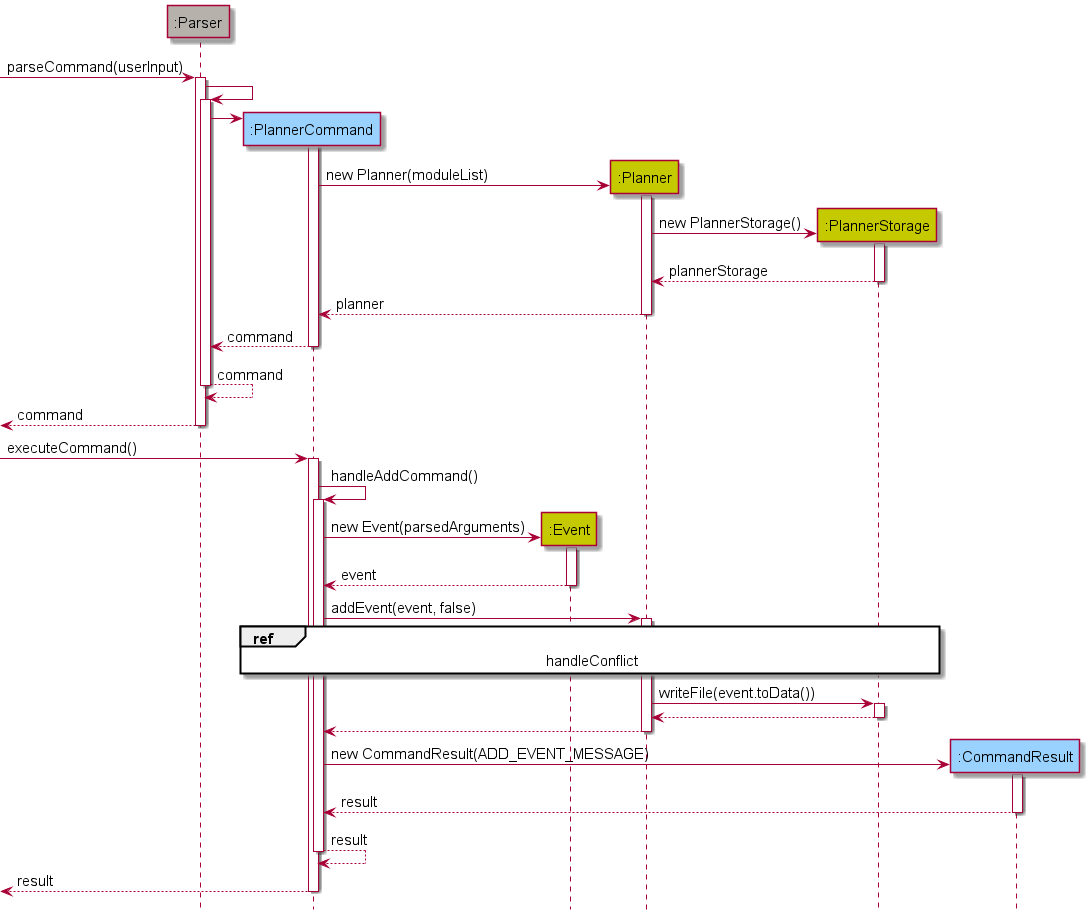 :Parser
parseCommand(userInput)
:PlannerCommand
new Planner(moduleList)
:Planner
new PlannerStorage()
:PlannerStorage
plannerStorage
planner
command
command
command
executeCommand()
handleAddCommand()
new Event(parsedArguments)
:Event
event
addEvent(event, false)
ref
handleConflict
writeFile(event.toData())
new CommandResult(ADD_EVENT_MESSAGE)
:CommandResult
result
result
result